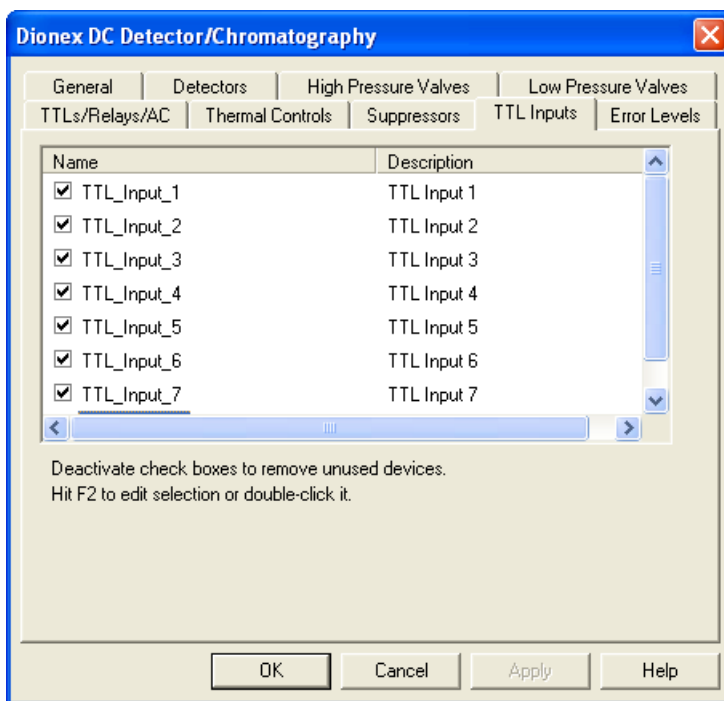 Dionex DC Detector/Chromatography
General Detectors High Pressure Valves Low Pressure Valves
TTLs/Relays/AC Thermal Controls Suppressors TTL Inputs Error Levels
Name Description
TTL_Input_1 TTL Input 1
TTL_Input_2 TTL Input 2
TTL_Input_3 TTL Input 3
TTL_Input_4 TTL Input 4
TTL_Input_5 TTL Input 5
TTL_Input_6 TTL Input 6
TTL_Input_7 TTL Input 7
Deactivate check boxes to remove unused devices.
Hit F2 to edit selection or double-click it.
OK Cancel Apply Help